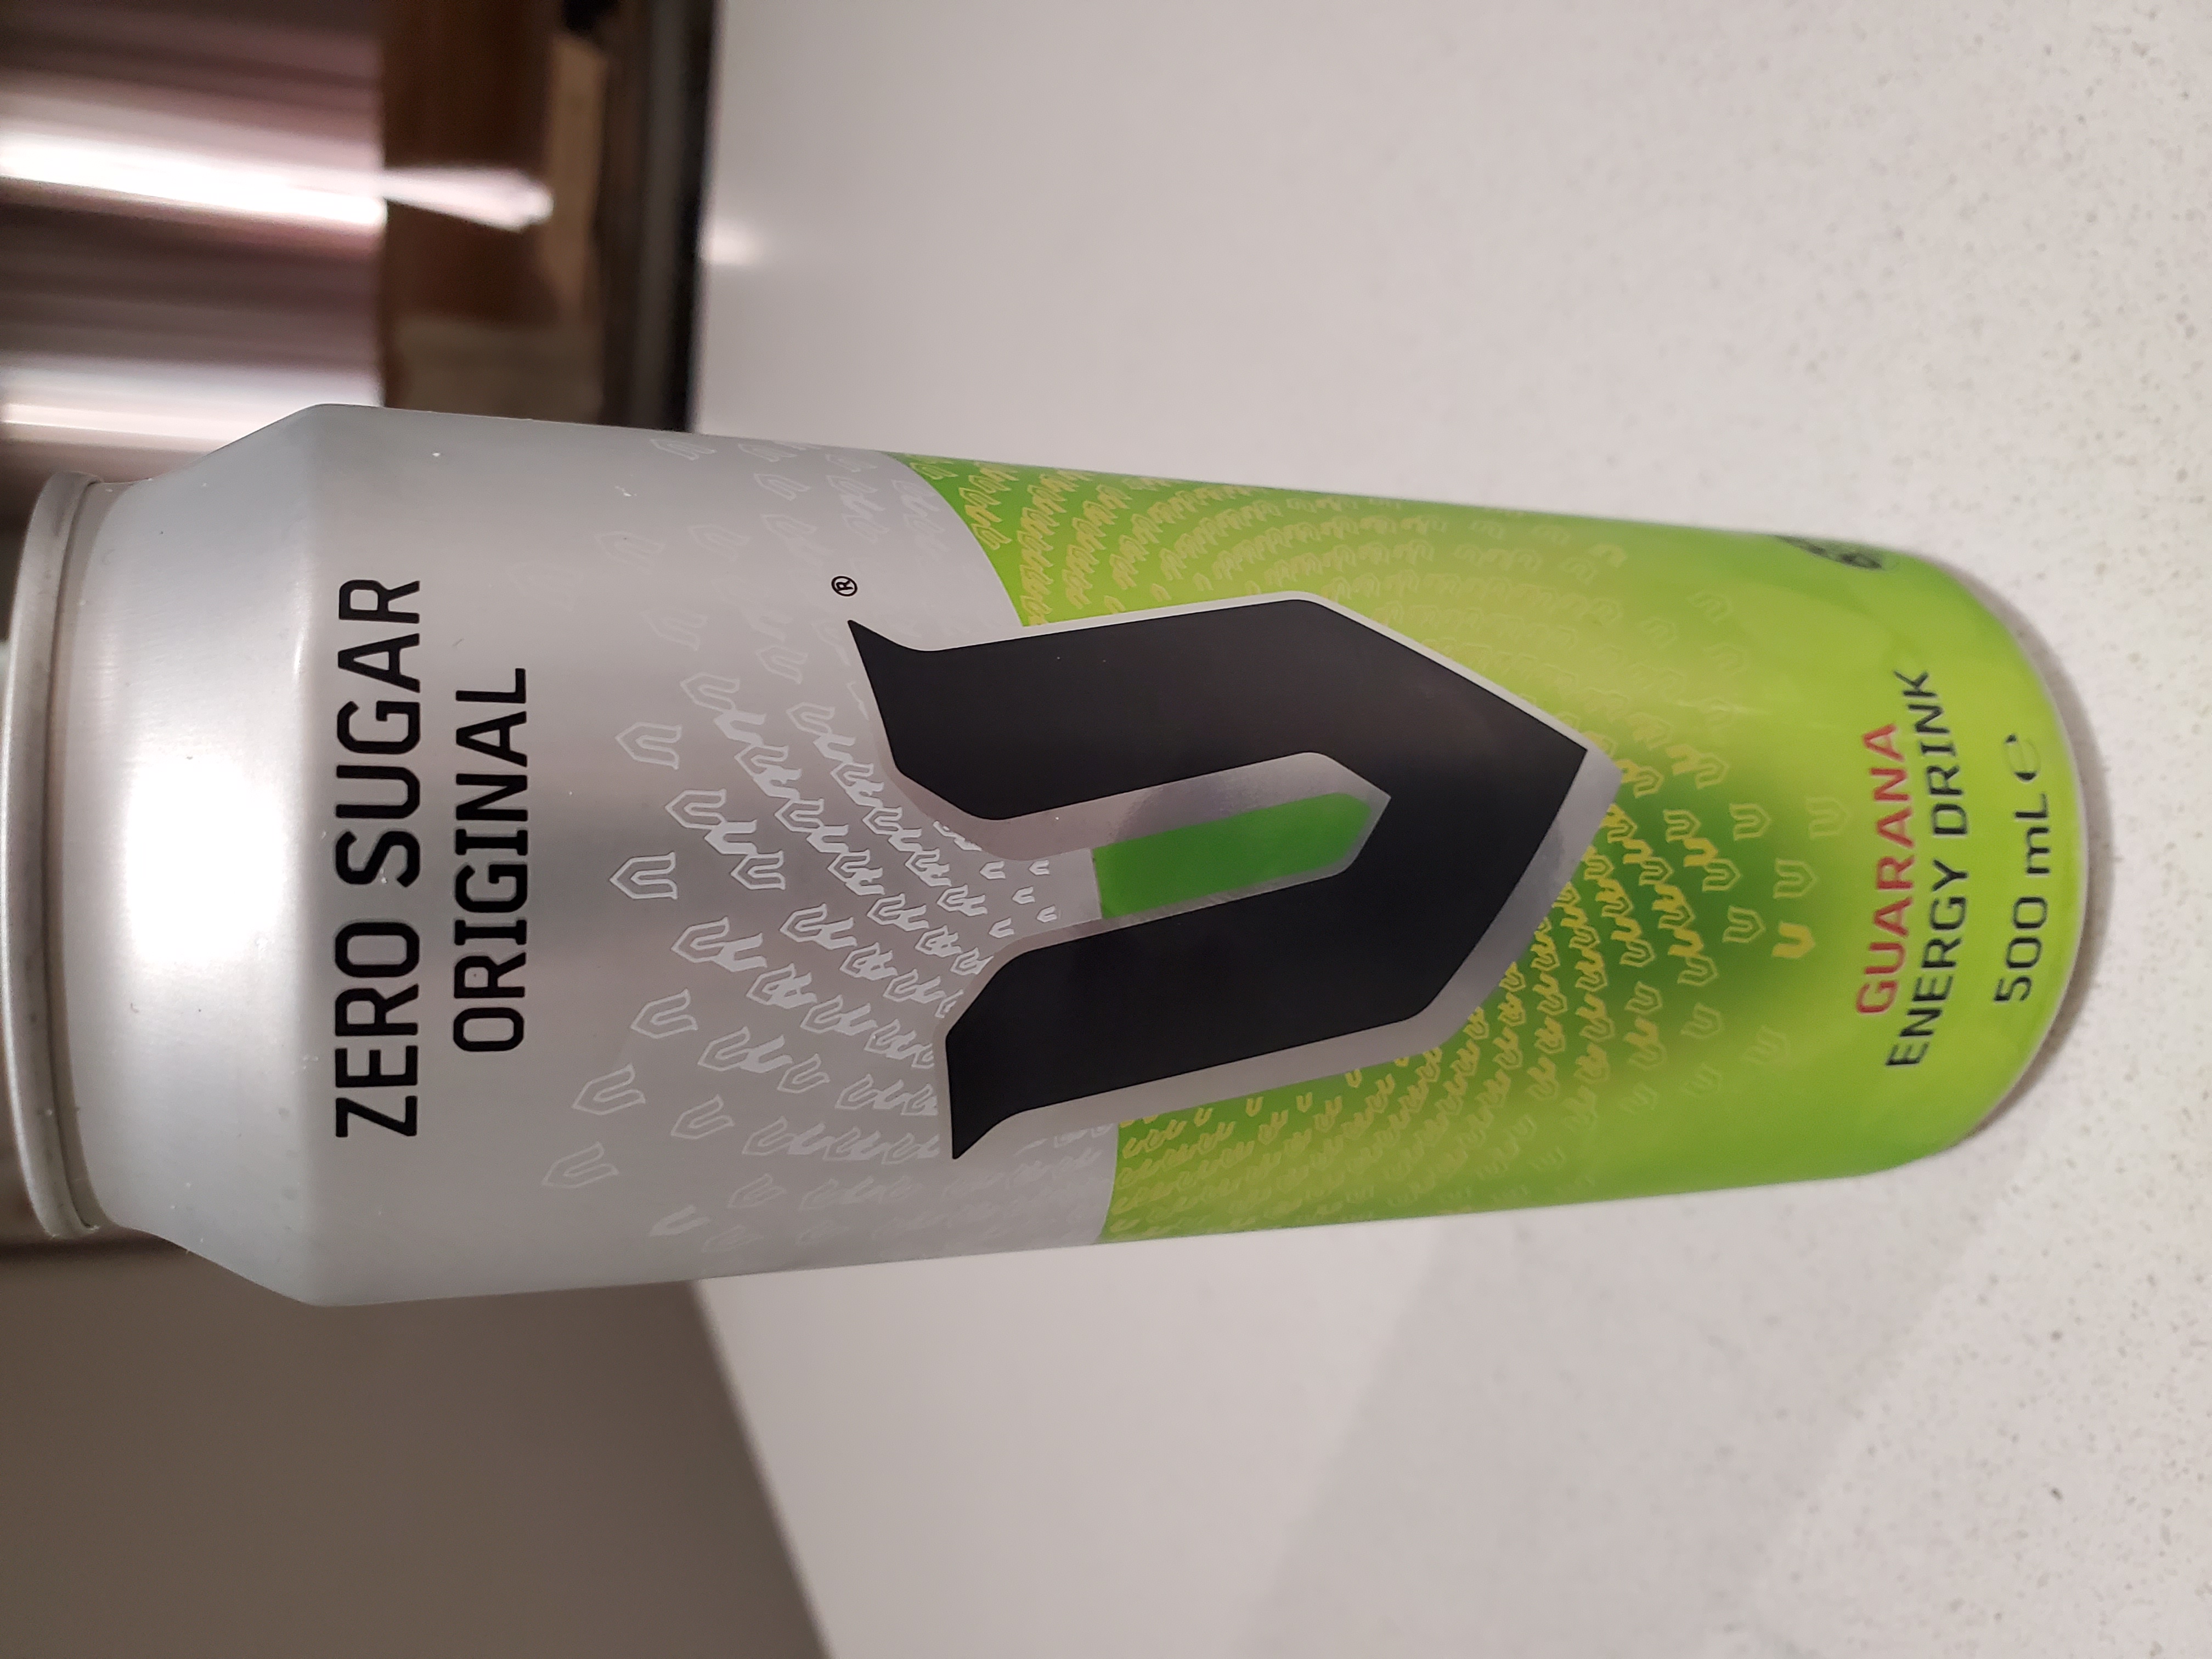 ZERO SUGAR
ORIGINAL
V®
GUARANA
ENERGY DRINK
500 mL e